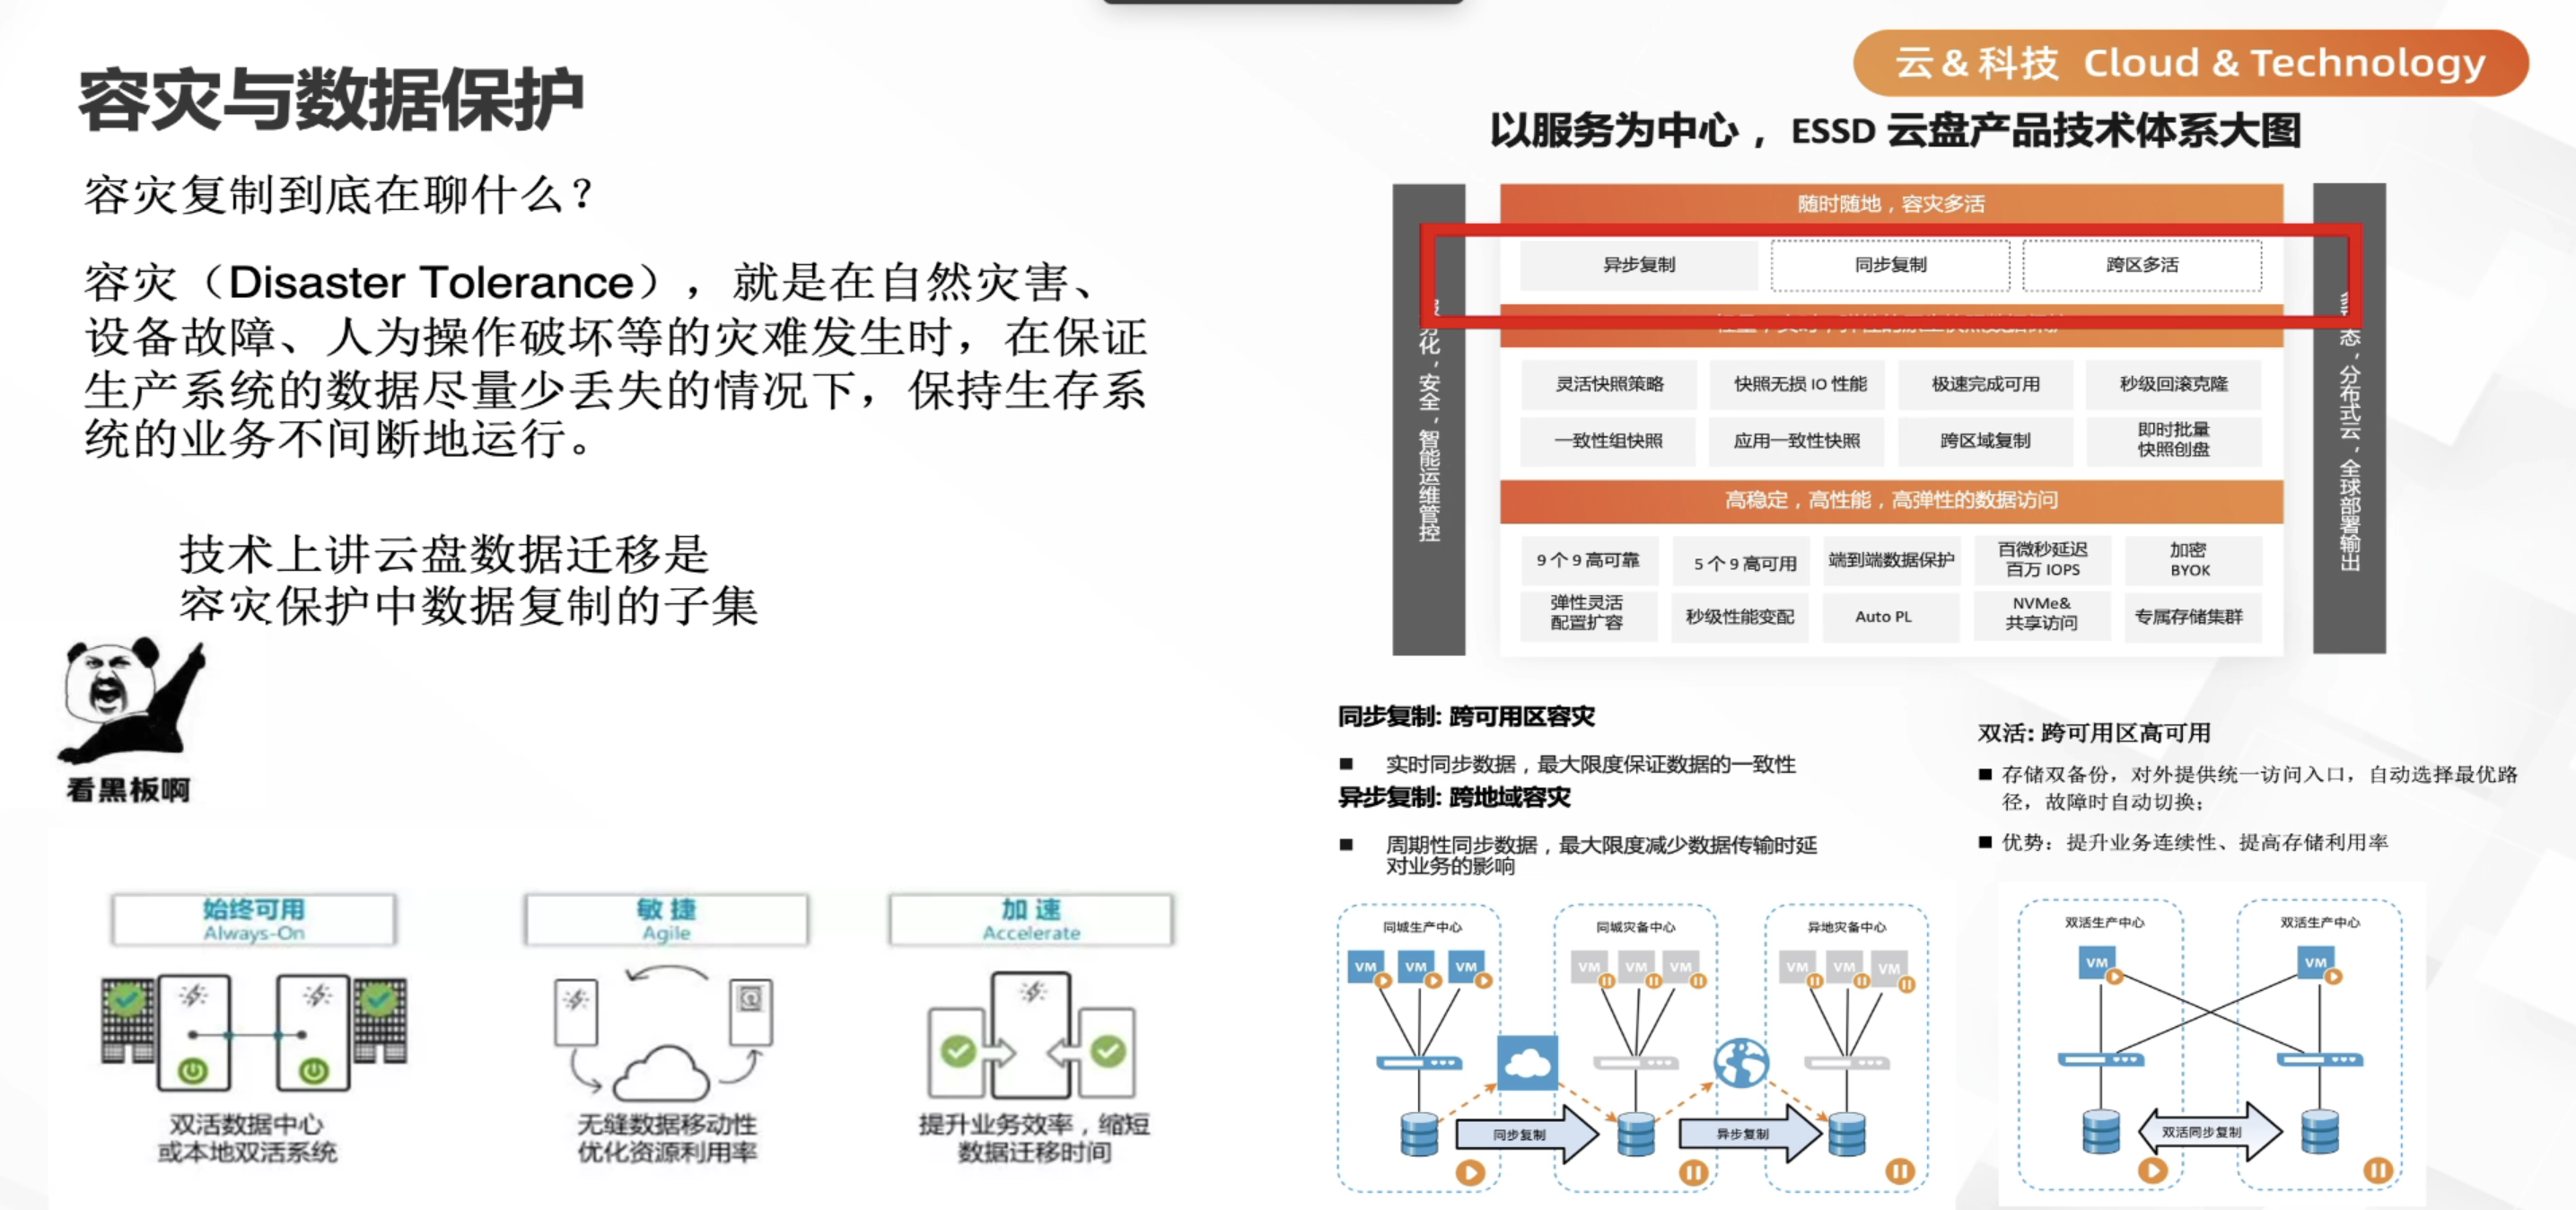 容灾与数据保护
容灾复制到底在聊什么？
容灾（Disaster Tolerance），就是在自然灾害、
设备故障、人为操作破坏等的灾难发生时，在保证
生产系统的数据尽量少丢失的情况下，保持生存系
统的业务不间断地运行。
技术上讲云盘数据迁移是
容灾保护中数据复制的子集
看黑板啊
始终可用
Always-On
双活数据中心
或本地双活系统
敏捷
Agile
无缝数据移动性
优化资源利用率
加速
Accelerate
提升业务效率，缩短
数据迁移时间
云&科技 Cloud & Technology
以服务为中心，ESSD 云盘产品技术体系大图
务化，安全，智能运维管控
随时随地，容灾多活
异步复制
同步复制
跨区多活
灵活快照策略
快照无损 IO 性能
极速完成可用
秒级回滚克隆
一致性组快照
应用一致性快照
跨区域复制
即时批量
快照创盘
高稳定，高性能，高弹性的数据访问
9 个 9 高可靠
5 个 9 高可用
端到端数据保护
百微秒延迟
百万 IOPS
加密
BYOK
弹性灵活
配置扩容
秒级性能变配
Auto PL
NVMe&
共享访问
专属存储集群
态，分布式云，全球部署输出
同步复制: 跨可用区容灾
■ 实时同步数据，最大限度保证数据的一致性
异步复制: 跨地域容灾
■ 周期性同步数据，最大限度减少数据传输时延
对业务的影响
双活: 跨可用区高可用
■ 存储双备份，对外提供统一访问入口，自动选择最优路
径，故障时自动切换；
■ 优势：提升业务连续性、提高存储利用率
同城生产中心
VM VM VM
同城灾备中心
VM VM VM
异地灾备中心
VM VM VM
同步复制
异步复制
双活生产中心
VM
双活生产中心
VM
双活同步复制